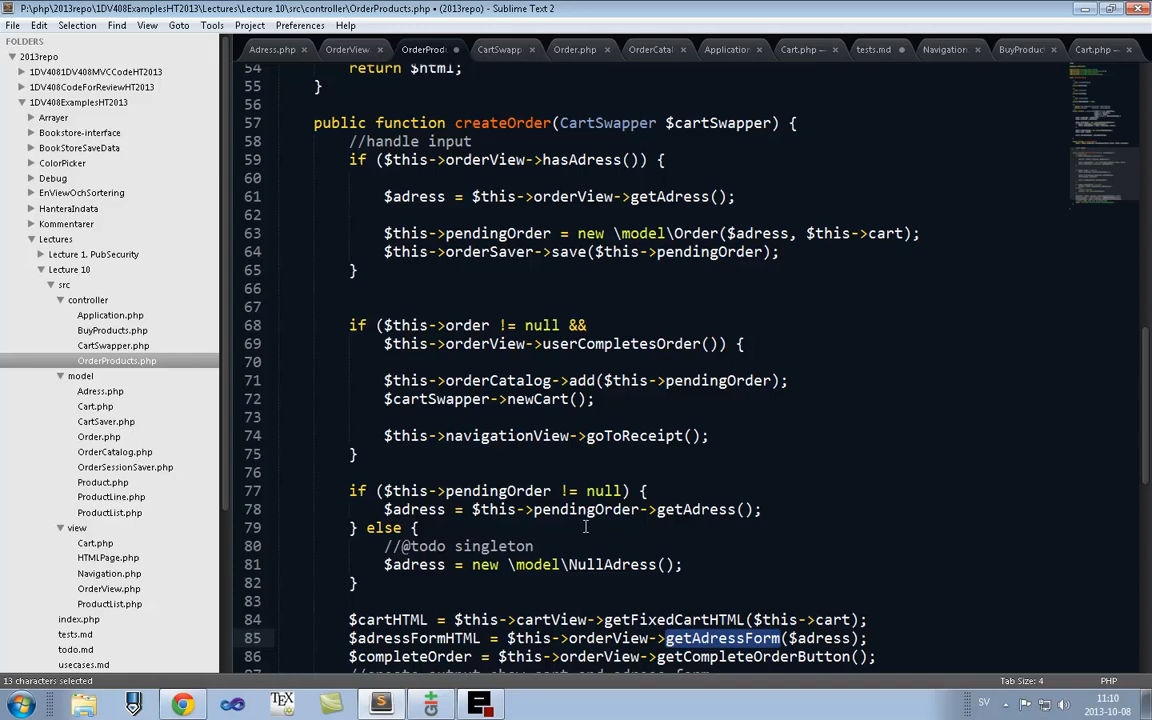 P:\php\2013repo\1DV408ExamplesHT2013\Lectures\Lecture 10\src\controller\OrderProducts.php • (2013repo) - Sublime Text 2
File Edit Selection Find View Goto Tools Project Preferences Help
FOLDERS
2013repo
1DV4081DV408MVCCodeHT2013
1DV408CodeForReviewHT2013
1DV408ExamplesHT2013
Arrayer
Bookstore-interface
BookStoreSaveData
ColorPicker
Debug
EnViewOchSortering
HanteraIndata
Kommentarer
Lectures
Lecture 1. PubSecurity
Lecture 10
src
controller
Application.php
BuyProducts.php
CartSwapper.php
OrderProducts.php
model
Adress.php
Cart.php
CartSaver.php
Order.php
OrderCatalog.php
OrderSessionSaver.php
Product.php
ProductLine.php
ProductList.php
view
Cart.php
HTMLPage.php
Navigation.php
OrderView.php
ProductList.php
index.php
tests.md
todo.md
usecases.md
Adress.php × OrderView × OrderProd • CartSwapp × Order.php × OrderCatal × Application × Cart.php — × tests.md • Navigation × BuyProduct × Cart.php — ×
54 return $html;
55 }
56
57 public function createOrder(CartSwapper $cartSwapper) {
58 //handle input
59 if ($this->orderView->hasAdress()) {
60
61 $adress = $this->orderView->getAdress();
62
63 $this->pendingOrder = new \model\Order($adress, $this->cart);
64 $this->orderSaver->save($this->pendingOrder);
65 }
66
67
68 if ($this->order != null &&
69 $this->orderView->userCompletesOrder()) {
70
71 $this->orderCatalog->add($this->pendingOrder);
72 $cartSwapper->newCart();
73
74 $this->navigationView->goToReceipt();
75 }
76
77 if ($this->pendingOrder != null) {
78 $adress = $this->pendingOrder->getAdress();
79 } else {
80 //@todo singleton
81 $adress = new \model\NullAdress();
82 }
83
84 $cartHTML = $this->cartView->getFixedCartHTML($this->cart);
85 $adressFormHTML = $this->orderView->getAdressForm($adress);
86 $completeOrder = $this->orderView->getCompleteOrderButton();
13 characters selected
Tab Size: 4 PHP
SV
11:10
2013-10-08